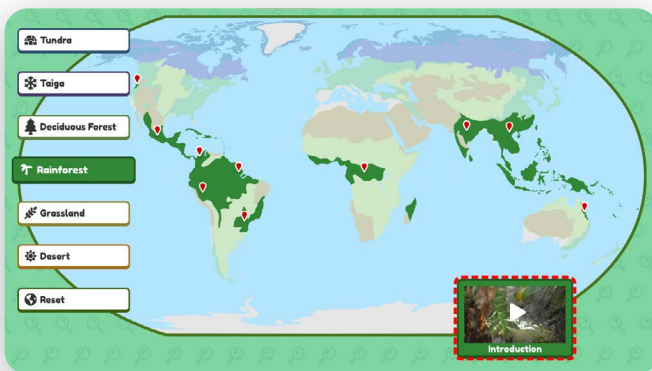 Tundra
Taiga
Deciduous Forest
Rainforest
Grassland
Desert
Reset
Introduction